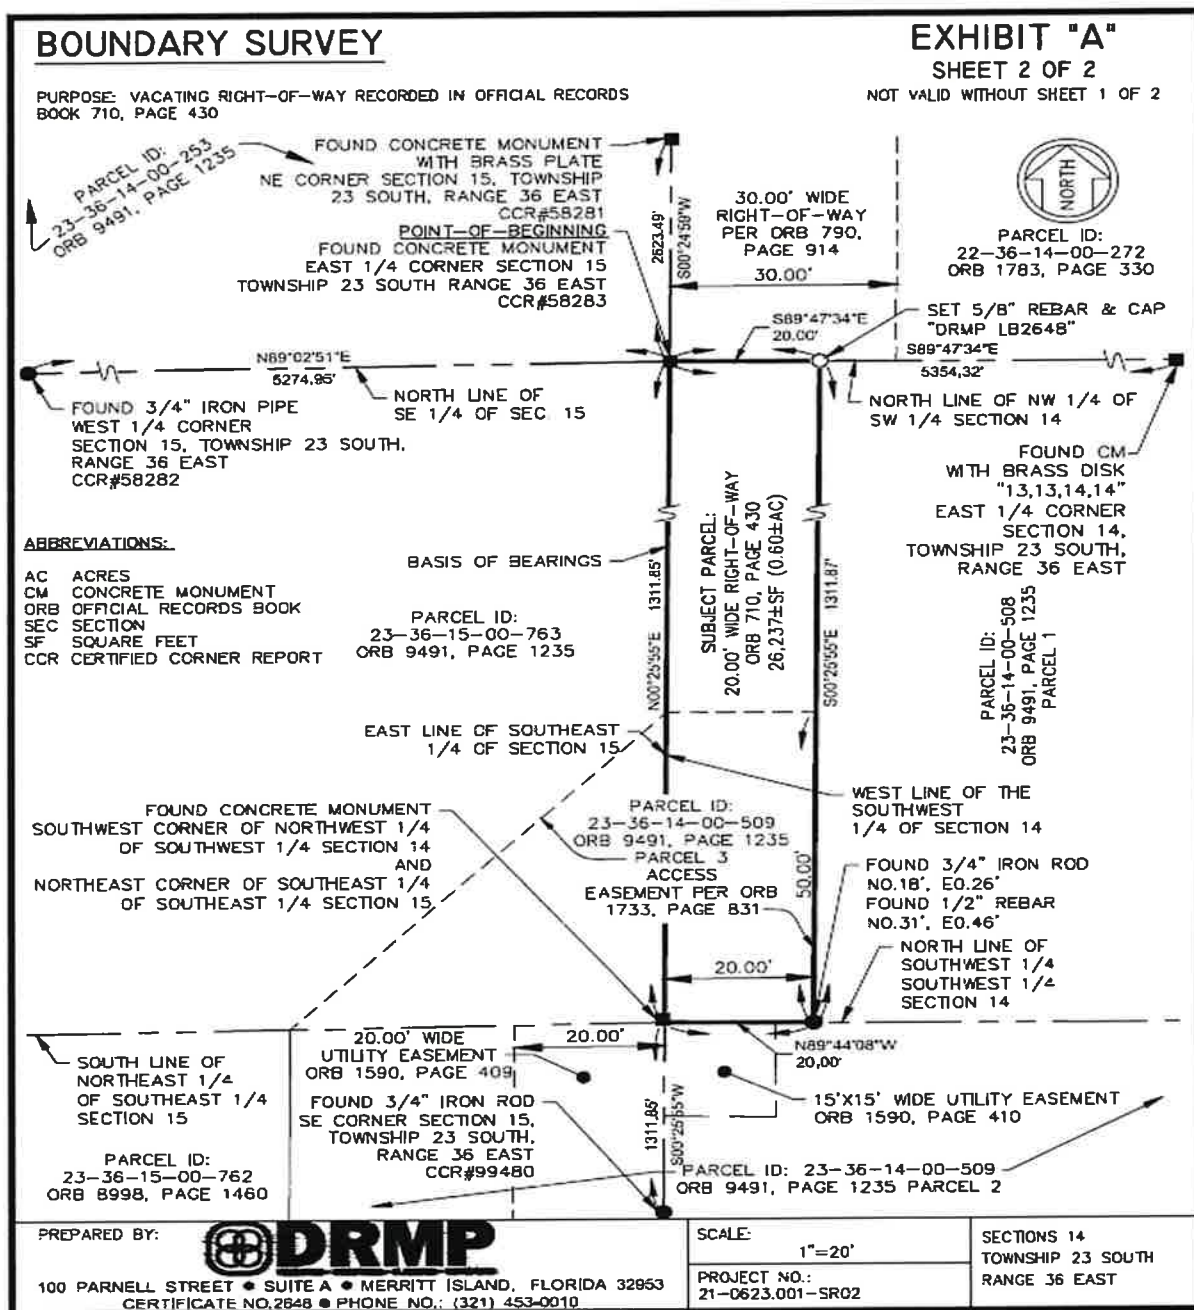 BOUNDARY SURVEY
EXHIBIT "A"
SHEET 2 OF 2
NOT VALID WITHOUT SHEET 1 OF 2
PURPOSE: VACATING RIGHT-OF-WAY RECORDED IN OFFICIAL RECORDS
BOOK 710, PAGE 430
PARCEL ID:
23-36-14-00-253
ORB 9491, PAGE 1235
FOUND CONCRETE MONUMENT
WITH BRASS PLATE
NE CORNER SECTION 15, TOWNSHIP
23 SOUTH, RANGE 36 EAST
CCR#58281
POINT-OF-BEGINNING
FOUND CONCRETE MONUMENT
EAST 1/4 CORNER SECTION 15
TOWNSHIP 23 SOUTH RANGE 36 EAST
CCR#58283
2623.49'
S00°24'59"W
30.00' WIDE
RIGHT-OF-WAY
PER ORB 790,
PAGE 914
30.00'
NORTH
PARCEL ID:
22-36-14-00-272
ORB 1783, PAGE 330
SET 5/8" REBAR & CAP
"DRMP LB2648"
S89°47'34"E
20.00'
S89°47'34"E
5354.32'
N89°02'51"E
5274.95'
NORTH LINE OF
SE 1/4 OF SEC. 15
NORTH LINE OF NW 1/4 OF
SW 1/4 SECTION 14
FOUND 3/4" IRON PIPE
WEST 1/4 CORNER
SECTION 15, TOWNSHIP 23 SOUTH,
RANGE 36 EAST
CCR#58282
FOUND CM
WITH BRASS DISK
"13,13,14,14"
EAST 1/4 CORNER
SECTION 14,
TOWNSHIP 23 SOUTH,
RANGE 36 EAST
ABBREVIATIONS:
AC ACRES
CM CONCRETE MONUMENT
ORB OFFICIAL RECORDS BOOK
SEC SECTION
SF SQUARE FEET
CCR CERTIFIED CORNER REPORT
BASIS OF BEARINGS
PARCEL ID:
23-36-15-00-763
ORB 9491, PAGE 1235
N00°25'55"E 1311.85'
SUBJECT PARCEL:
20.00' WIDE RIGHT-OF-WAY
ORB 710, PAGE 430
26,237±SF (0.60±AC)
S00°25'55"E 1311.87'
PARCEL ID:
23-36-14-00-508
ORB 9491, PAGE 1235
PARCEL 1
EAST LINE OF SOUTHEAST
1/4 OF SECTION 15
WEST LINE OF THE
SOUTHWEST
1/4 OF SECTION 14
FOUND CONCRETE MONUMENT
SOUTHWEST CORNER OF NORTHWEST 1/4
OF SOUTHWEST 1/4 SECTION 14
AND
NORTHEAST CORNER OF SOUTHEAST 1/4
OF SOUTHEAST 1/4 SECTION 15
PARCEL ID:
23-36-14-00-509
ORB 9491, PAGE 1235
PARCEL 3
ACCESS
EASEMENT PER ORB
1733, PAGE 831
50.00'
FOUND 3/4" IRON ROD
N0.18', E0.26'
FOUND 1/2" REBAR
N0.31', E0.46'
NORTH LINE OF
SOUTHWEST 1/4
SOUTHWEST 1/4
SECTION 14
20.00'
SOUTH LINE OF
NORTHEAST 1/4
OF SOUTHEAST 1/4
SECTION 15
20.00' WIDE
UTILITY EASEMENT
ORB 1590, PAGE 409
20.00'
N89°44'08"W
20.00'
FOUND 3/4" IRON ROD
SE CORNER SECTION 15,
TOWNSHIP 23 SOUTH,
RANGE 36 EAST
CCR#99480
1311.85'
S00°25'55"W
15'X15' WIDE UTILITY EASEMENT
ORB 1590, PAGE 410
PARCEL ID:
23-36-15-00-762
ORB 8998, PAGE 1460
PARCEL ID: 23-36-14-00-509
ORB 9491, PAGE 1235 PARCEL 2
PREPARED BY:
DRMP
100 PARNELL STREET ● SUITE A ● MERRITT ISLAND, FLORIDA 32953
CERTIFICATE NO.2648 ● PHONE NO.: (321) 453-0010
SCALE:
1"=20'
PROJECT NO.:
21-0623.001-SR02
SECTIONS 14
TOWNSHIP 23 SOUTH
RANGE 36 EAST